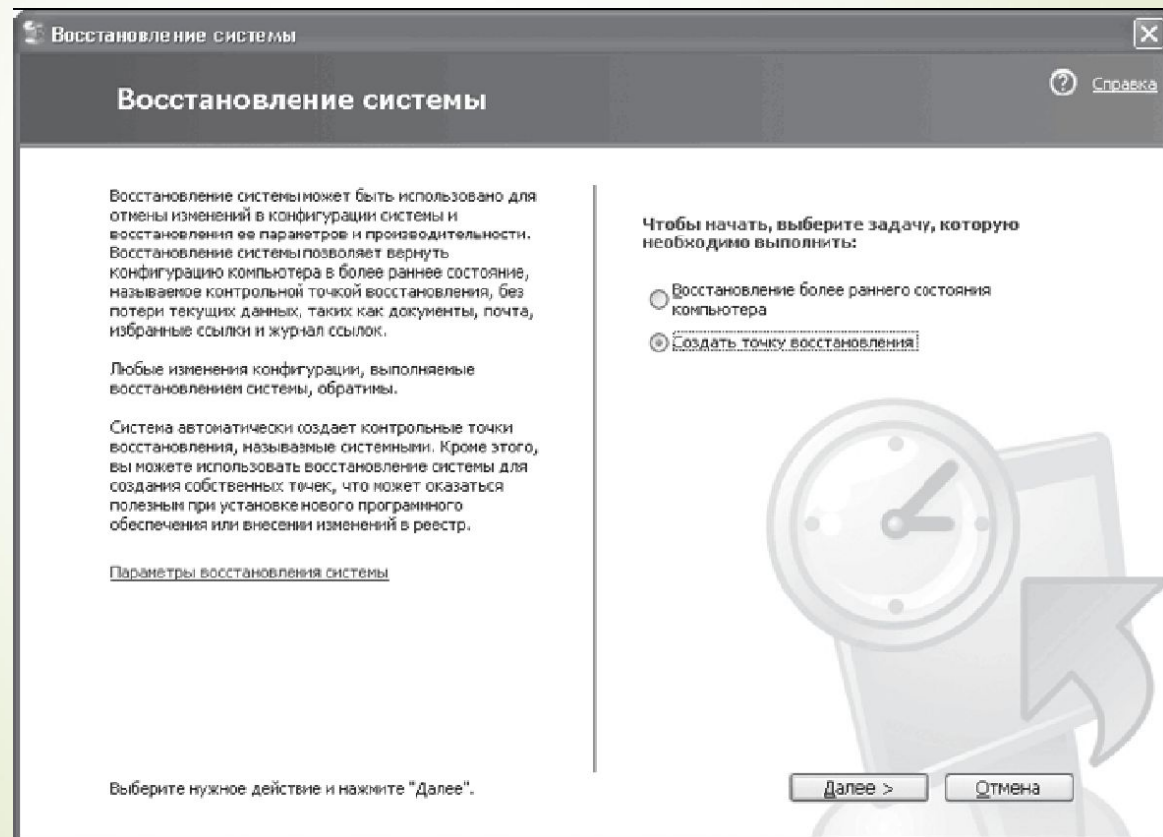 Восстановление системы
Восстановление системы
Справка
Восстановление системы может быть использовано для
отмены изменений в конфигурации системы и
восстановления ее параметров и производительности.
Восстановление системы позволяет вернуть
конфигурацию компьютера в более раннее состояние,
называемое контрольной точкой восстановления, без
потери текущих данных, таких как документы, почта,
избранные ссылки и журнал ссылок.
Любые изменения конфигурации, выполняемые
восстановлением системы, обратимы.
Система автоматически создает контрольные точки
восстановления, называемые системными. Кроме этого,
вы можете использовать восстановление системы для
создания собственных точек, что может оказаться
полезным при установке нового программного
обеспечения или внесении изменений в реестр.
Параметры восстановления системы
Чтобы начать, выберите задачу, которую
необходимо выполнить:
Восстановление более раннего состояния
компьютера
Создать точку восстановления
Выберите нужное действие и нажмите "Далее".
Далее >
Отмена